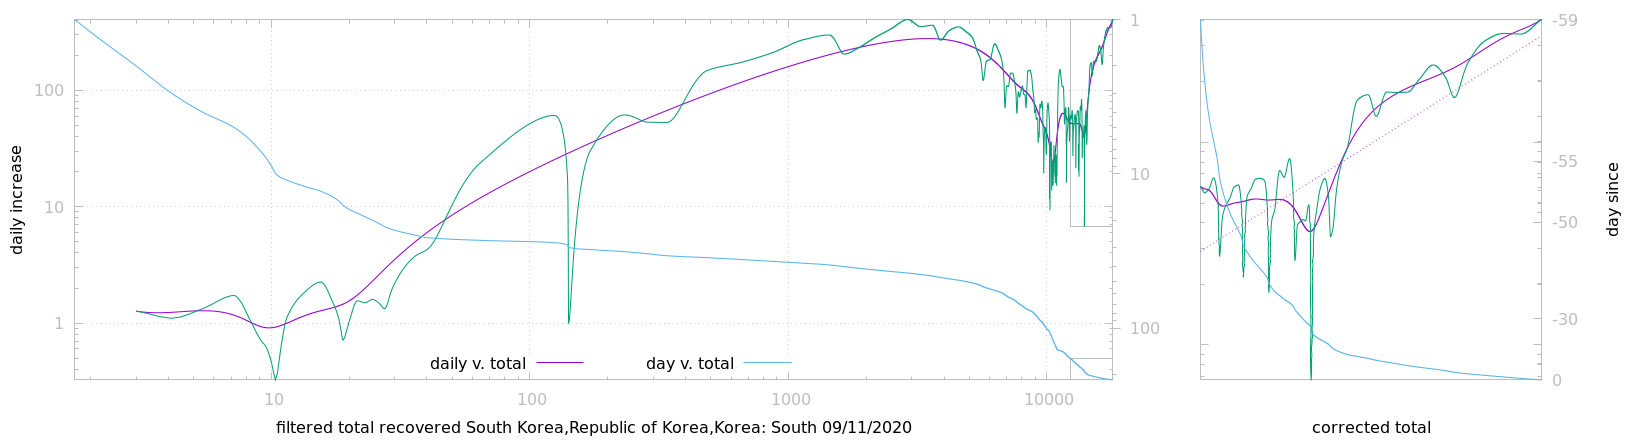 1
-59
100
daily increase
-55
day since
10
10
-50
1
-30
100
daily v. total
day v. total
0
10
100
1000
10000
filtered total recovered South Korea,Republic of Korea,Korea: South 09/11/2020
corrected total